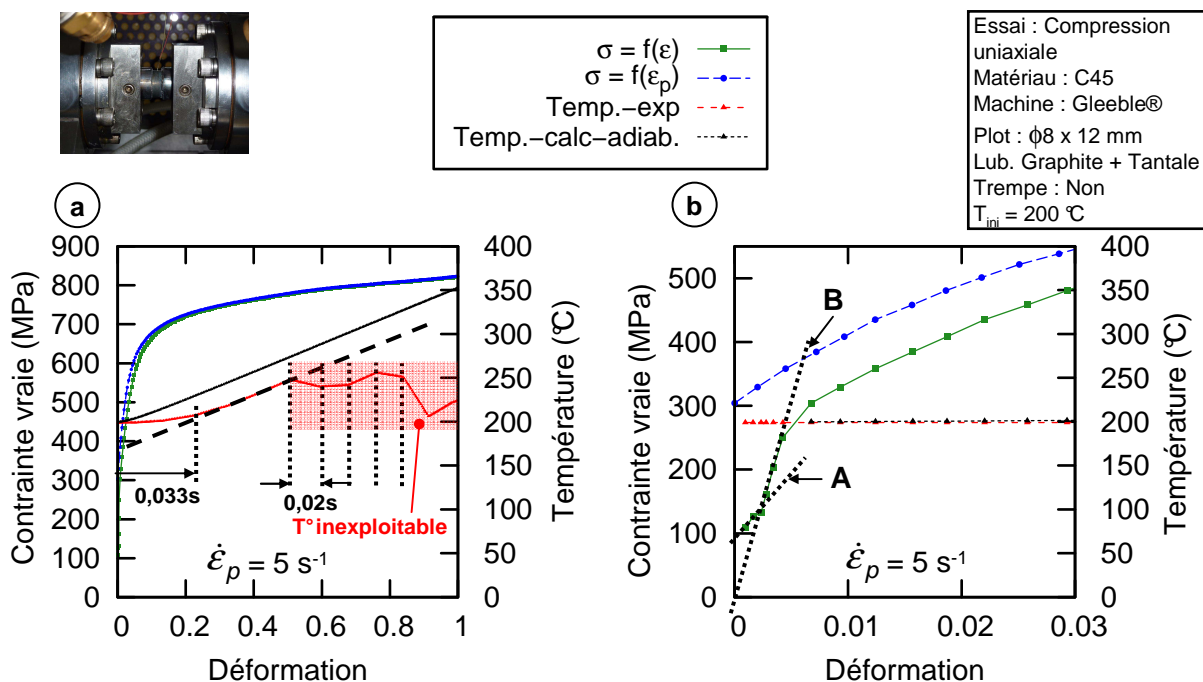 σ = f(ε)
σ = f(εp)
Temp.−exp
Temp.−calc−adiab.
Essai : Compression
uniaxiale
Matériau : C45
Machine : Gleeble®
Plot : ϕ8 x 12 mm
Lub. Graphite + Tantale
Trempe : Non
Tini = 200 °C
a
Contrainte vraie (MPa)
900
800
700
600
500
400
300
200
100
0
0
0.2
0.4
0.6
0.8
1
Déformation
400
350
300
250
200
150
100
50
0
Température (°C)
0,033s
0,02s
T° inexploitable
ε̇p = 5 s-1
b
Contrainte vraie (MPa)
500
400
300
200
100
0
0
0.01
0.02
0.03
Déformation
400
350
300
250
200
150
100
50
0
Température (°C)
B
A
ε̇p = 5 s-1